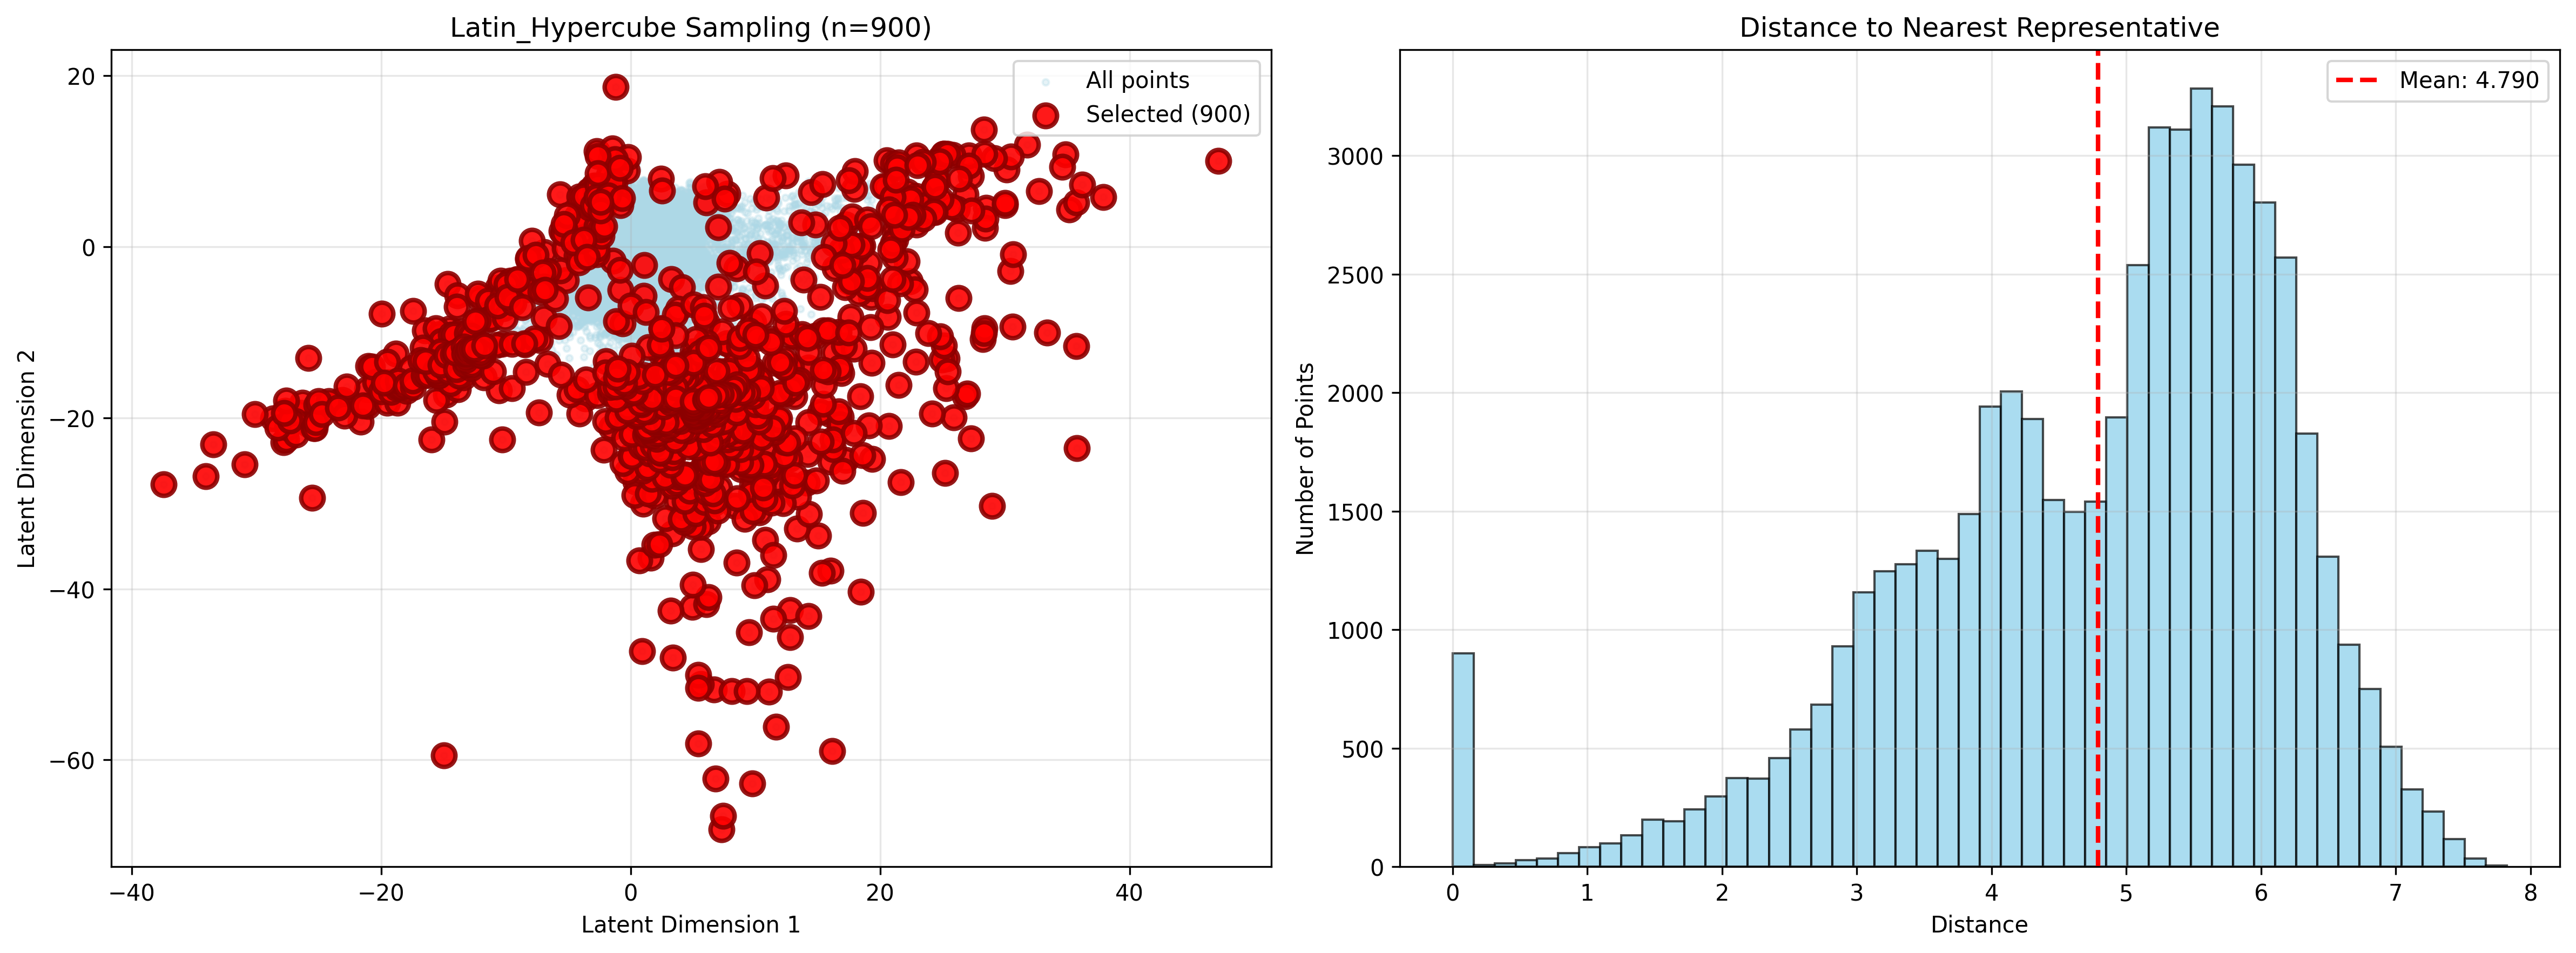 Latin_Hypercube Sampling (n=900)
All points
Selected (900)
20
0
−20
−40
−60
Latent Dimension 2
−40
−20
0
20
40
Latent Dimension 1
Distance to Nearest Representative
Mean: 4.790
3000
2500
2000
1500
1000
500
0
Number of Points
0
1
2
3
4
5
6
7
8
Distance